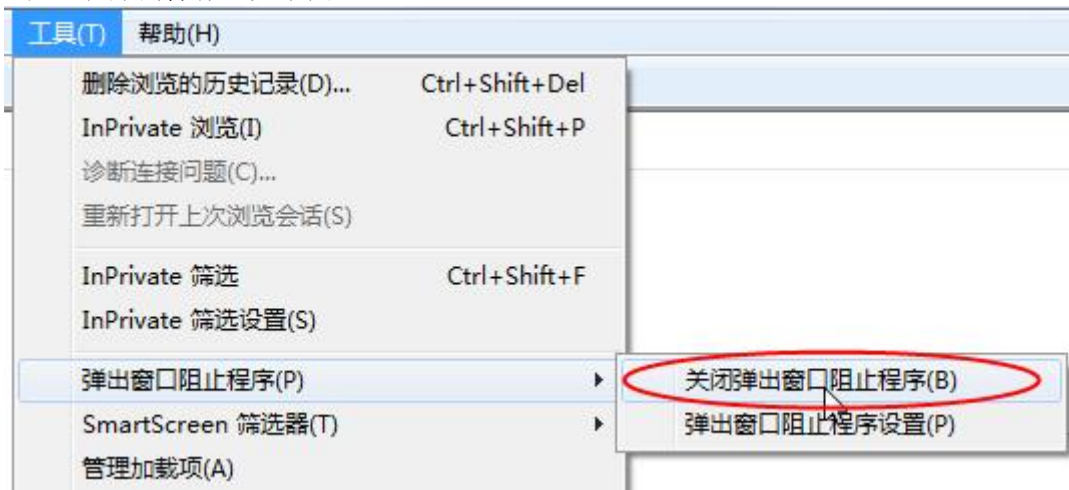 工具(T) 帮助(H)
删除浏览的历史记录(D)... Ctrl+Shift+Del
InPrivate 浏览(I) Ctrl+Shift+P
诊断连接问题(C)...
重新打开上次浏览会话(S)
InPrivate 筛选 Ctrl+Shift+F
InPrivate 筛选设置(S)
弹出窗口阻止程序(P) 关闭弹出窗口阻止程序(B)
SmartScreen 筛选器(T) 弹出窗口阻止程序设置(P)
管理加载项(A)